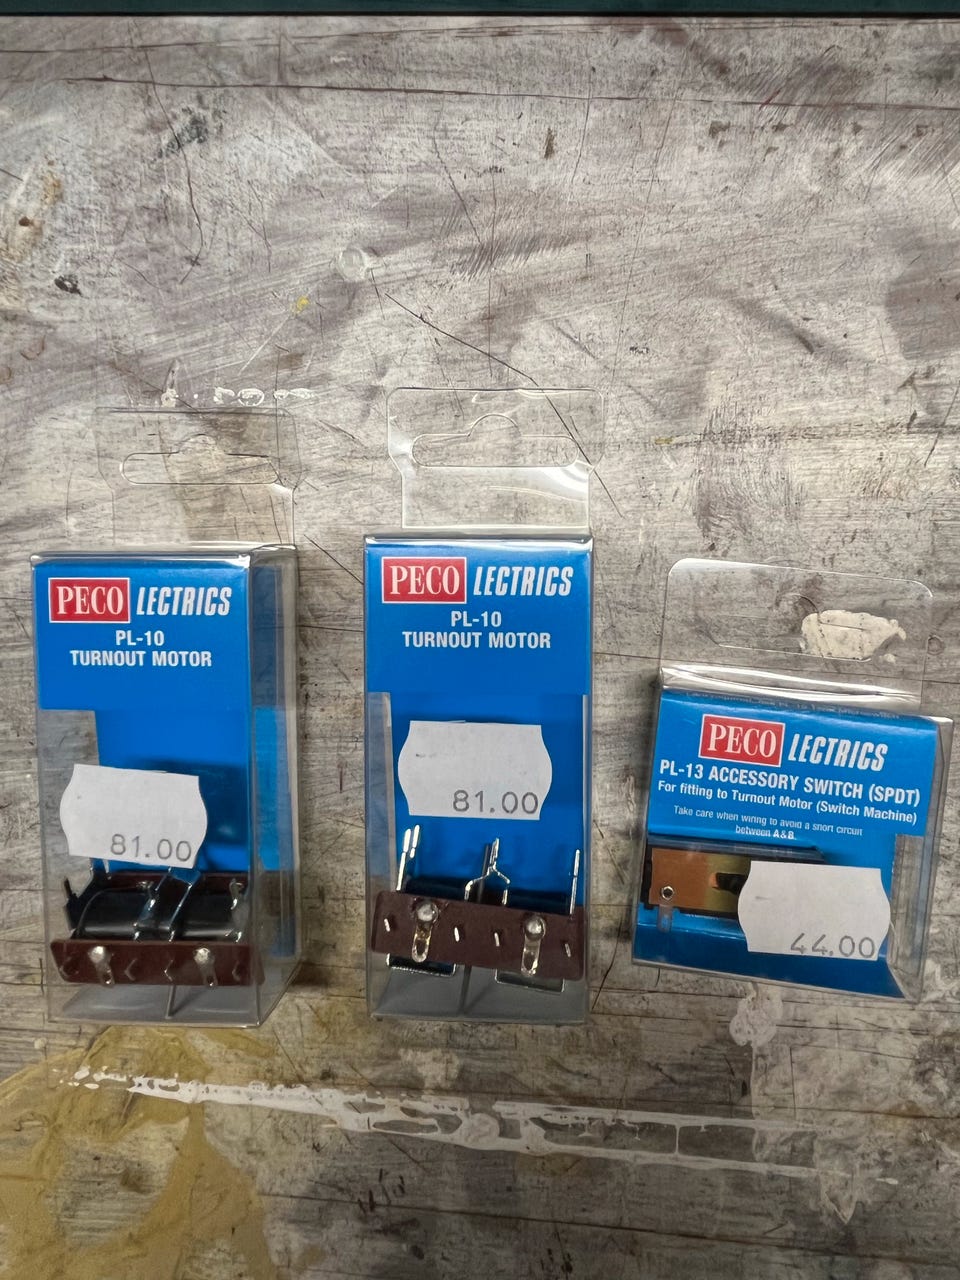 PECO LECTRICS
PL-10
TURNOUT MOTOR
81.00
PECO LECTRICS
PL-10
TURNOUT MOTOR
81.00
PECO LECTRICS
PL-13 ACCESSORY SWITCH (SPDT)
For fitting to Turnout Motor (Switch Machine)
Take care when wiring to avoid a short circuit
between A&B.
44.00